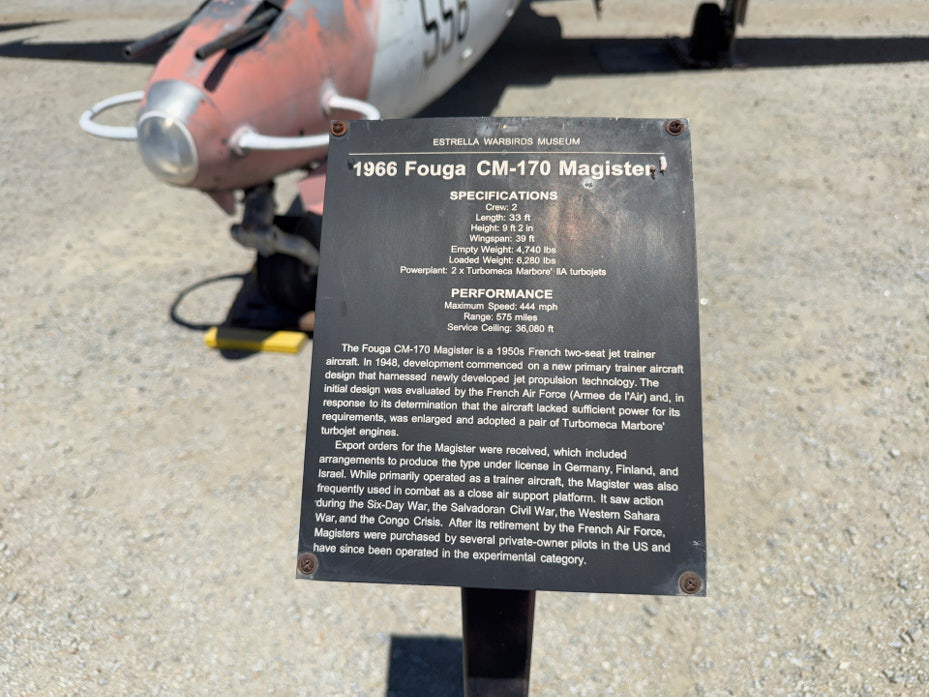 556
ESTRELLA WARBIRDS MUSEUM
1966 Fouga CM-170 Magister
SPECIFICATIONS
Crew: 2
Length: 33 ft
Height: 9 ft 2 in
Wingspan: 39 ft
Empty Weight: 4,740 lbs
Loaded Weight: 6,280 lbs
Powerplant: 2 x Turbomeca Marbore' IIA turbojets
PERFORMANCE
Maximum Speed: 444 mph
Range: 575 miles
Service Ceiling: 36,080 ft
The Fouga CM-170 Magister is a 1950s French two-seat jet trainer
aircraft. In 1948, development commenced on a new primary trainer aircraft
design that harnessed newly developed jet propulsion technology. The
initial design was evaluated by the French Air Force (Armee de l'Air) and, in
response to its determination that the aircraft lacked sufficient power for its
requirements, was enlarged and adopted a pair of Turbomeca Marbore'
turbojet engines.
Export orders for the Magister were received, which included
arrangements to produce the type under license in Germany, Finland, and
Israel. While primarily operated as a trainer aircraft, the Magister was also
frequently used in combat as a close air support platform. It saw action
during the Six-Day War, the Salvadoran Civil War, the Western Sahara
War, and the Congo Crisis. After its retirement by the French Air Force,
Magisters were purchased by several private-owner pilots in the US and
have since been operated in the experimental category.